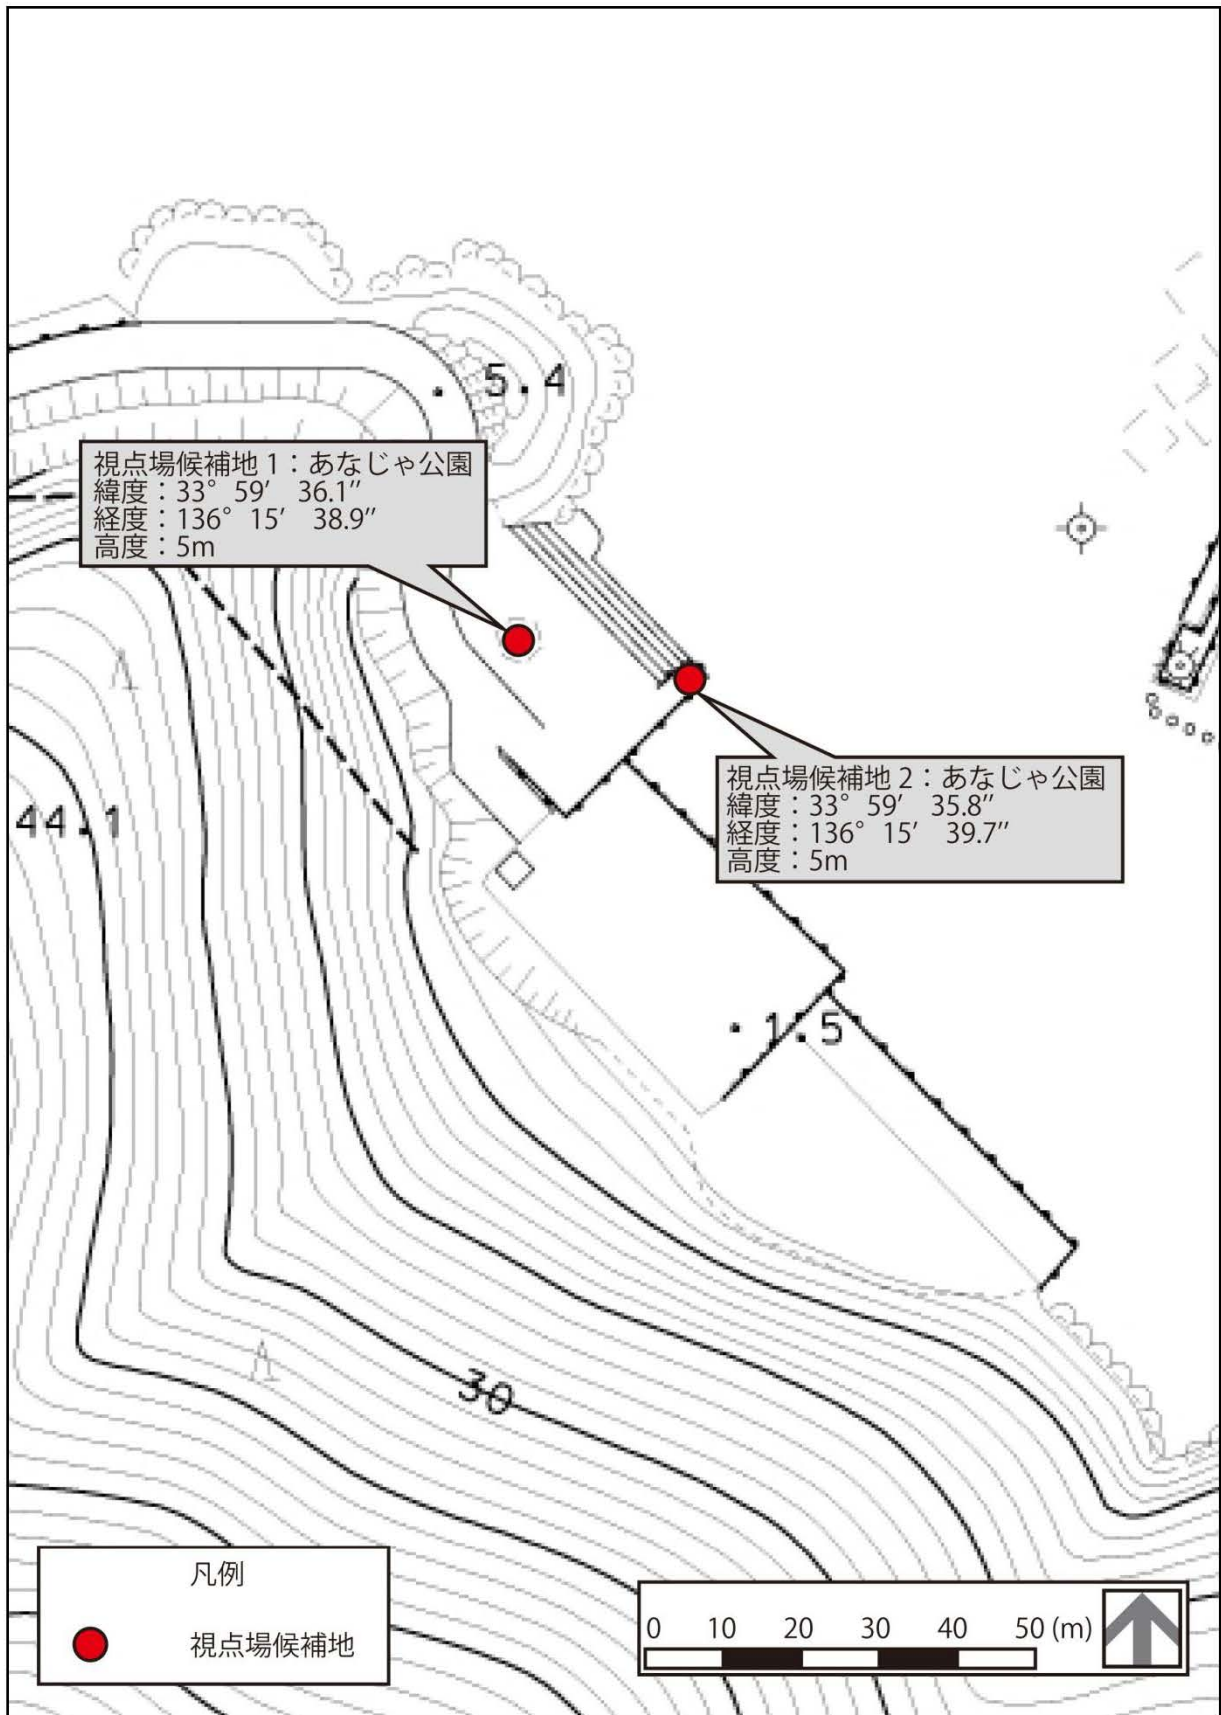 5.4
視点場候補地 1：あなじゃ公園
緯度：33° 59′ 36.1″
経度：136° 15′ 38.9″
高度：5m
視点場候補地 2：あなじゃ公園
緯度：33° 59′ 35.8″
経度：136° 15′ 39.7″
高度：5m
44.1
1.5
30
凡例
視点場候補地
0 10 20 30 40 50 (m)